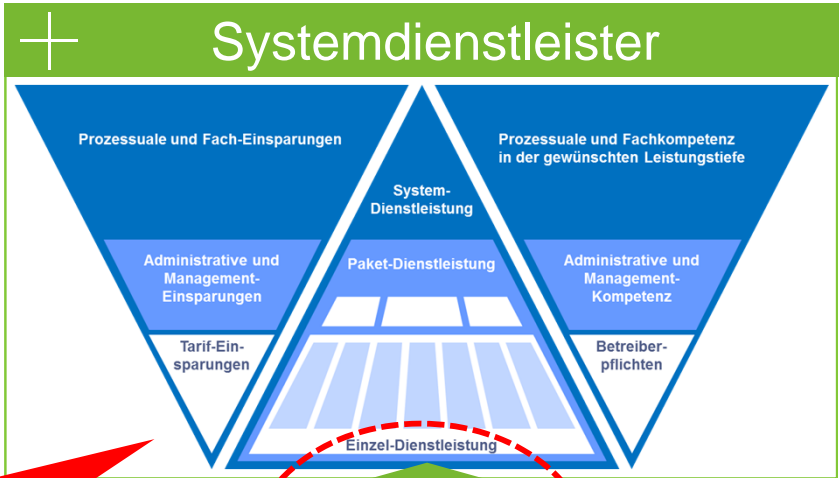 Systemdienstleister
Prozessuale und Fach-Einsparungen
Administrative und
Management-
Einsparungen
Tarif-Ein-
sparungen
System-
Dienstleistung
Paket-Dienstleistung
Einzel-Dienstleistung
Prozessuale und Fachkompetenz
in der gewünschten Leistungstiefe
Administrative und
Management-
Kompetenz
Betreiber-
pflichten